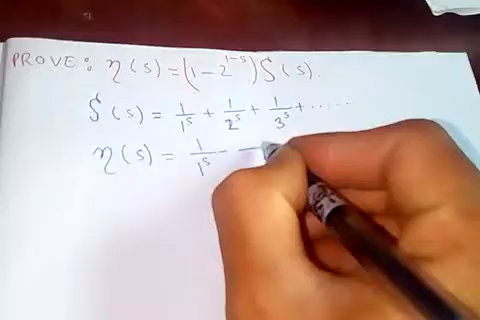 PROVE: η(s) = (1 - 2^{1-s}) ζ(s).
ζ(s) = 1/1^s + 1/2^s + 1/3^s + ......
η(s) = 1/1^s -